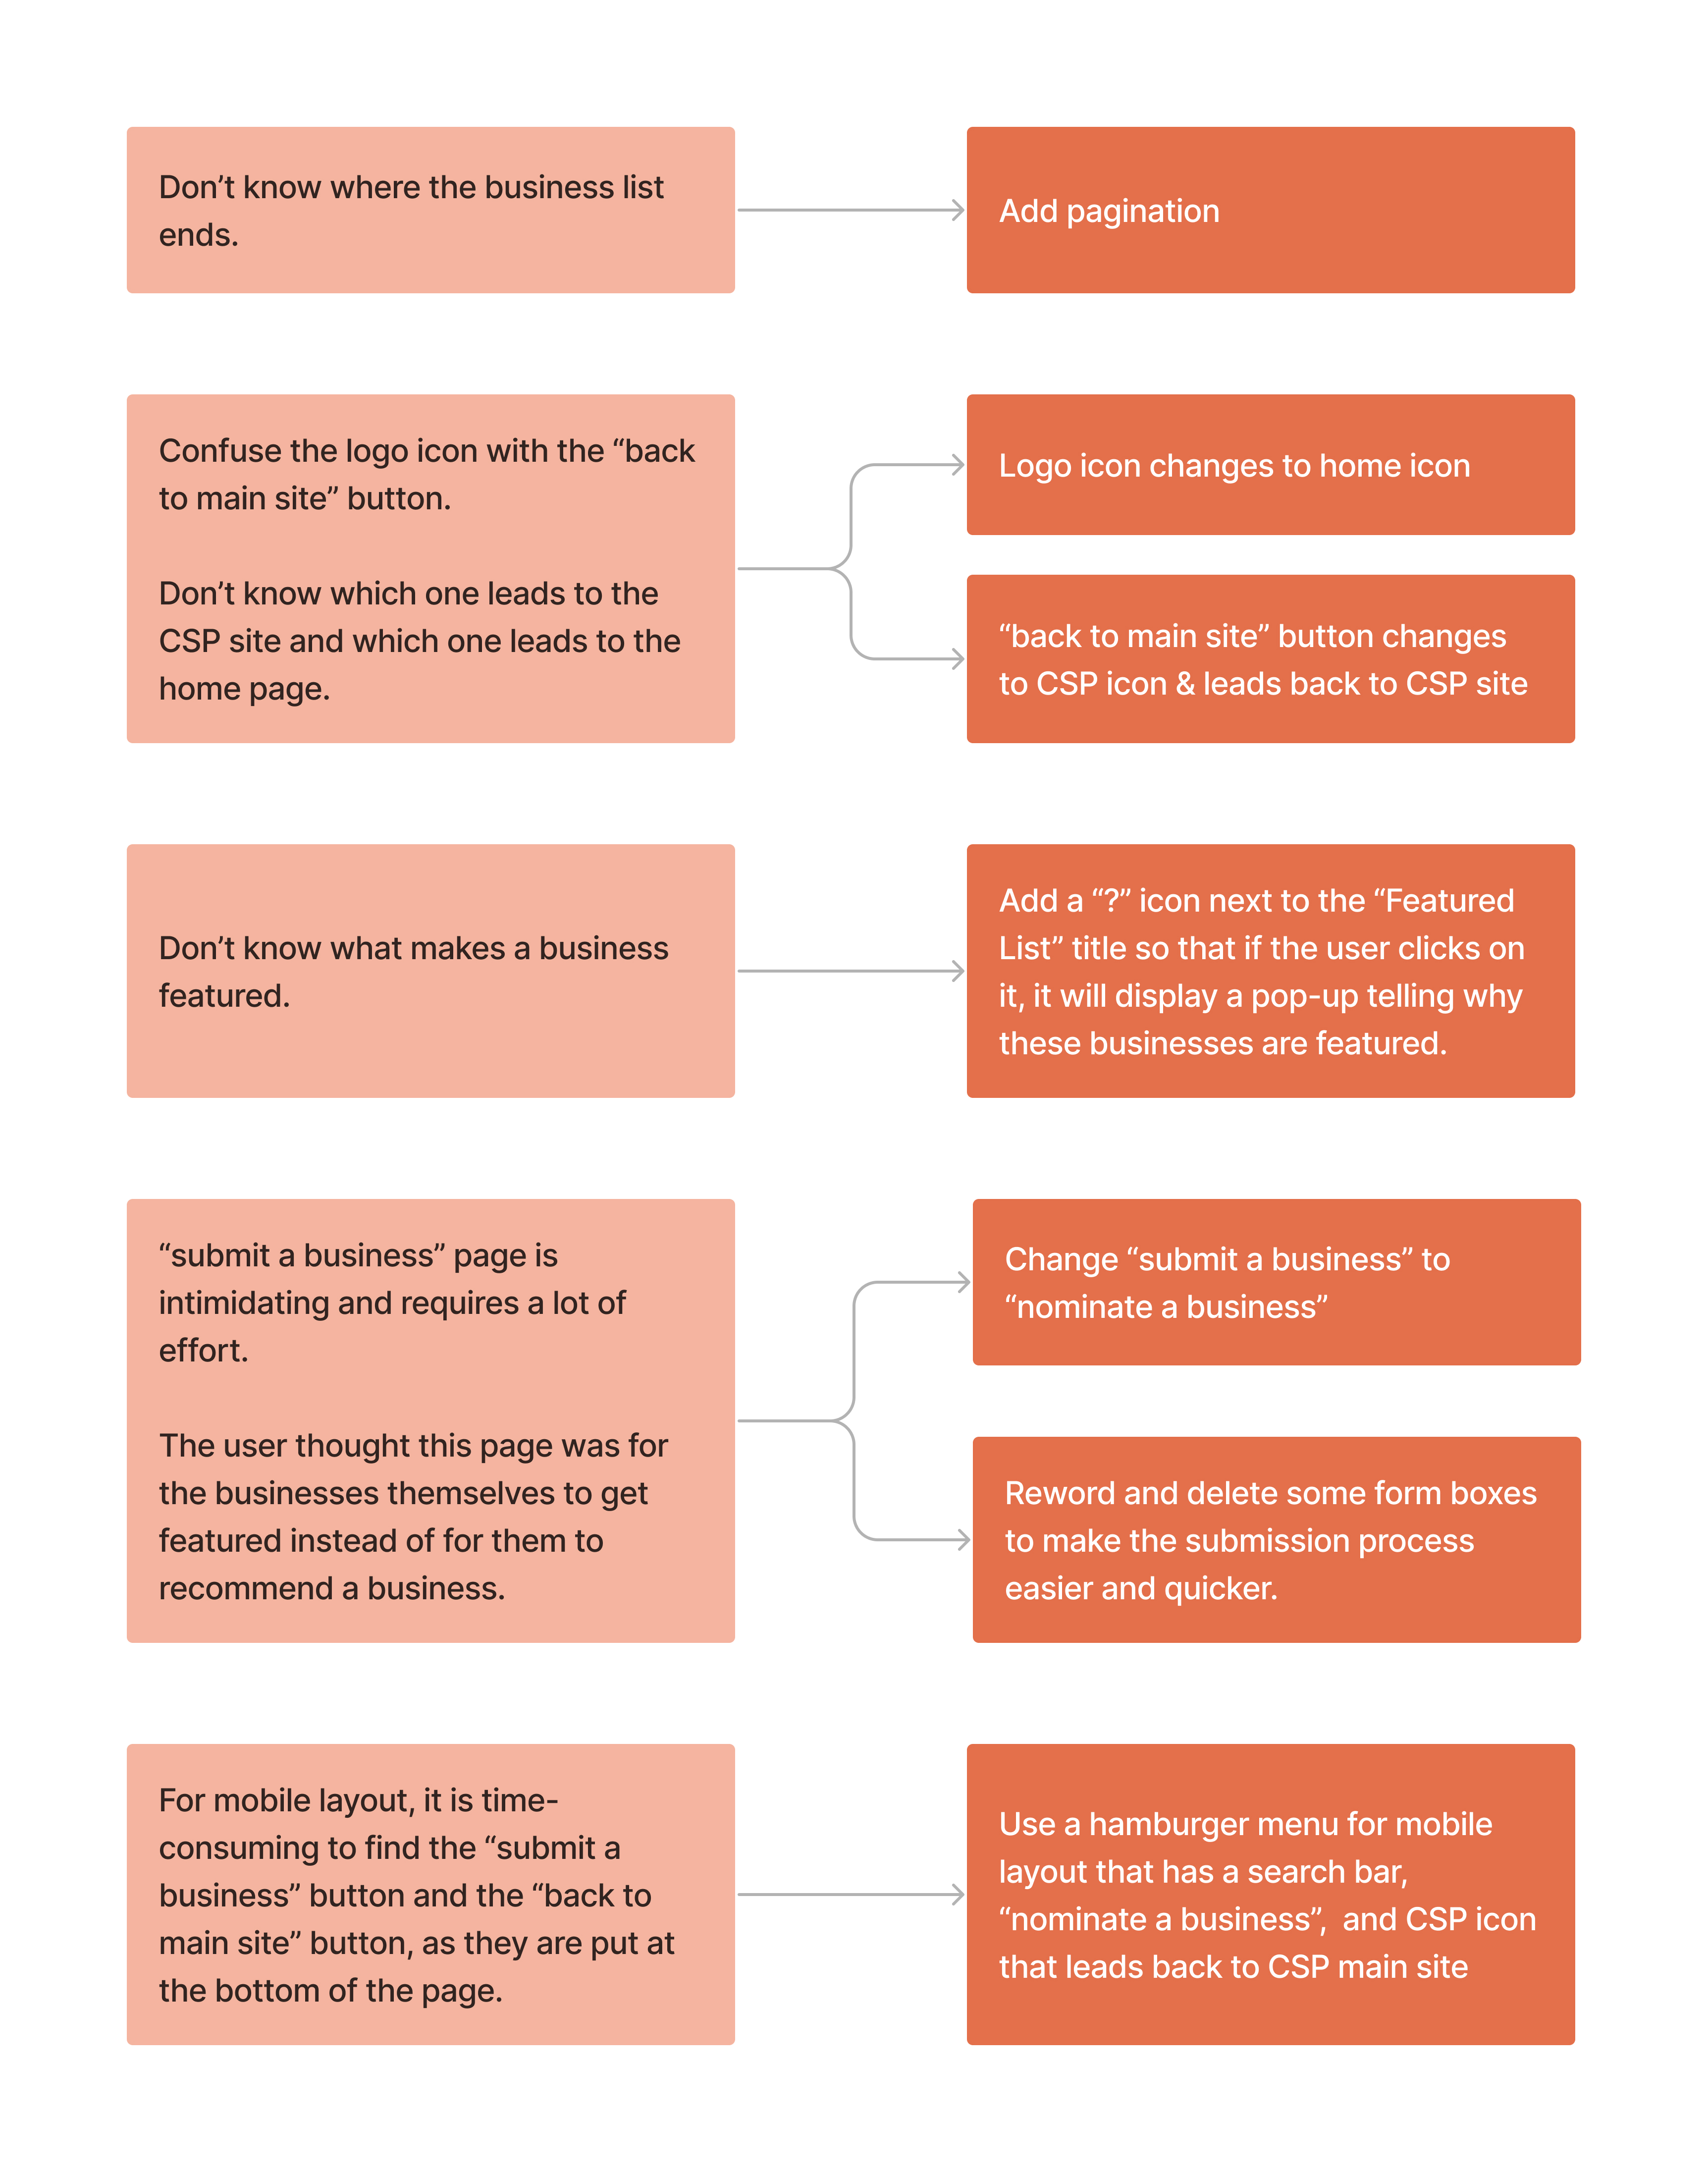 Don’t know where the business list
ends.
Add pagination
Confuse the logo icon with the “back
to main site” button.
Don’t know which one leads to the
CSP site and which one leads to the
home page.
Logo icon changes to home icon
“back to main site” button changes
to CSP icon & leads back to CSP site
Don’t know what makes a business
featured.
Add a “?” icon next to the “Featured
List” title so that if the user clicks on
it, it will display a pop-up telling why
these businesses are featured.
“submit a business” page is
intimidating and requires a lot of
effort.
The user thought this page was for
the businesses themselves to get
featured instead of for them to
recommend a business.
Change “submit a business” to
“nominate a business”
Reword and delete some form boxes
to make the submission process
easier and quicker.
For mobile layout, it is time-
consuming to find the “submit a
business” button and the “back to
main site” button, as they are put at
the bottom of the page.
Use a hamburger menu for mobile
layout that has a search bar,
“nominate a business”,  and CSP icon
that leads back to CSP main site